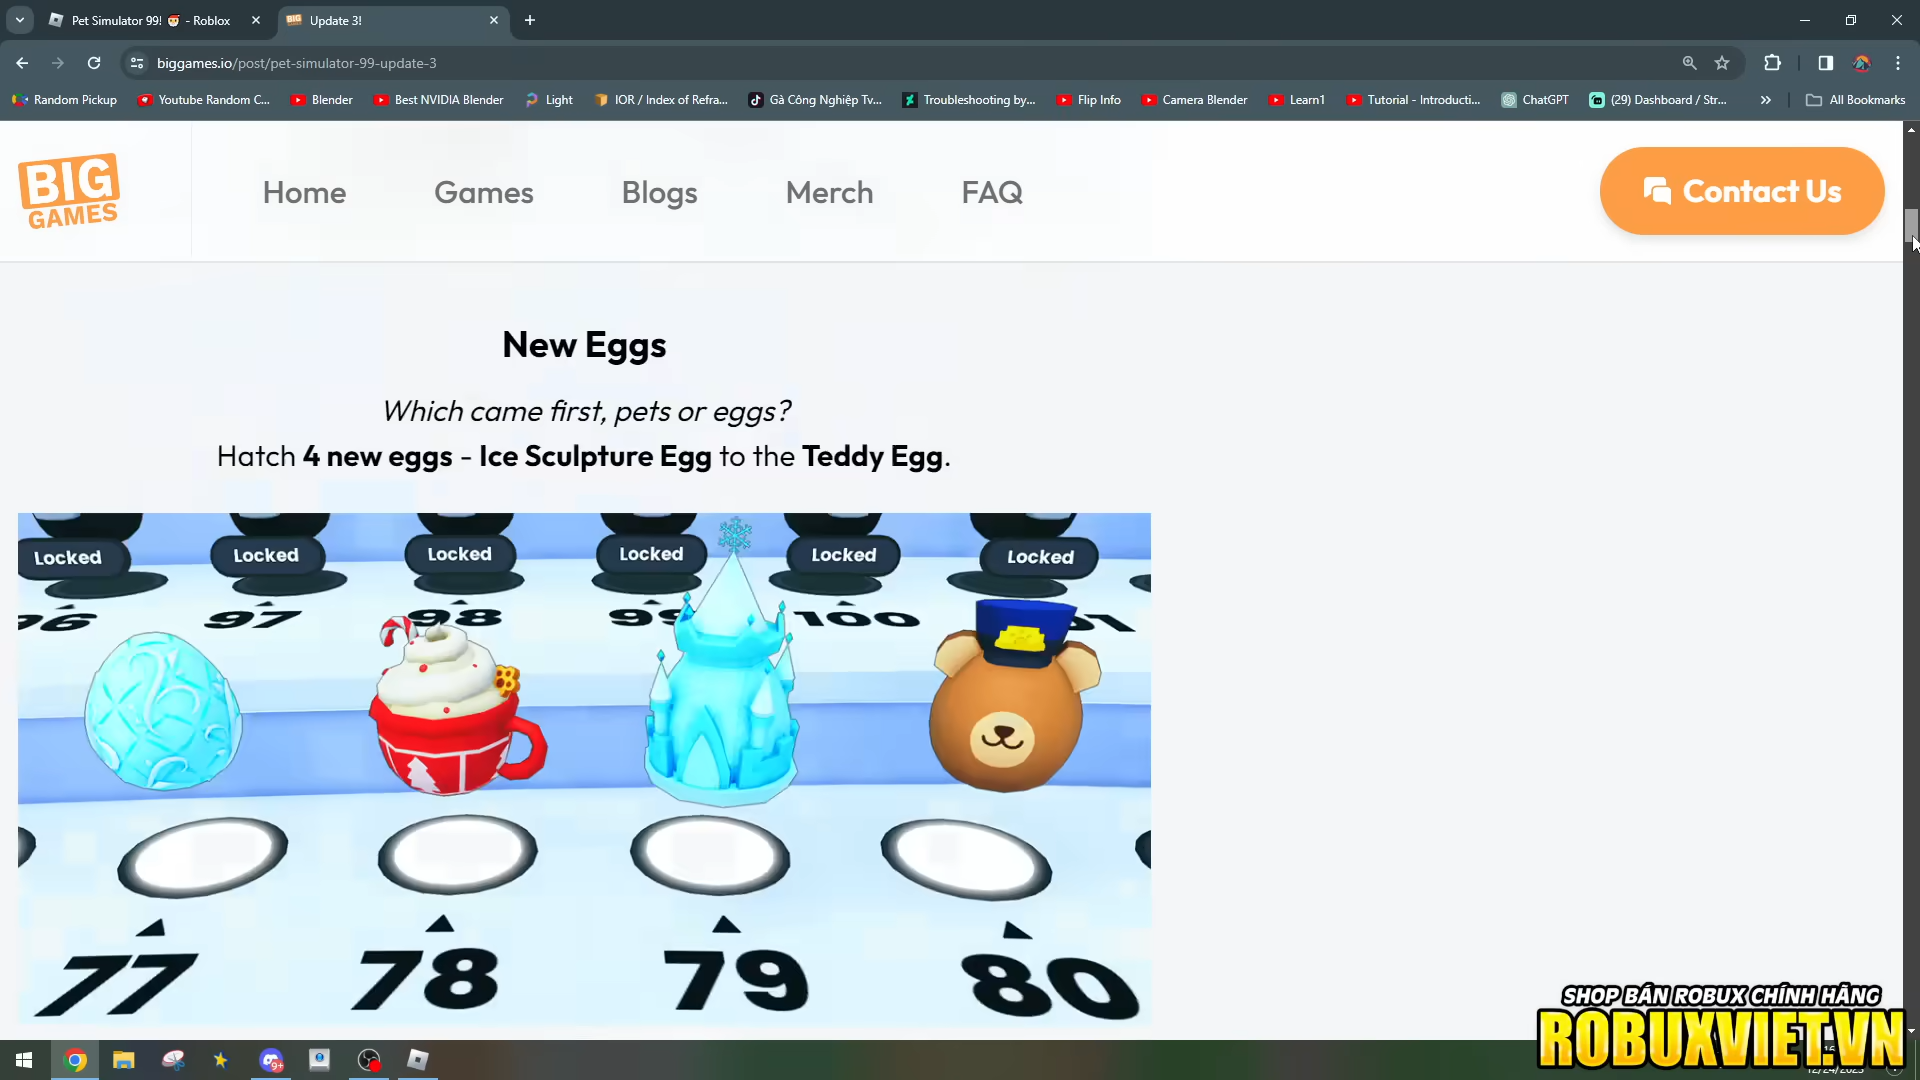 Pet Simulator 99! 🎅 - Roblox
Update 3!
biggames.io/post/pet-simulator-99-update-3
Random Pickup
Youtube Random C...
Blender
Best NVIDIA Blender
Light
IOR / Index of Refra...
Gà Công Nghiệp Tv...
Troubleshooting by...
Flip Info
Camera Blender
Learn1
Tutorial - Introducti...
ChatGPT
(29) Dashboard / Str...
All Bookmarks
BIG
GAMES
Home
Games
Blogs
Merch
FAQ
Contact Us
New Eggs
Which came first, pets or eggs?
Hatch 4 new eggs - Ice Sculpture Egg to the Teddy Egg.
Locked
Locked
Locked
Locked
Locked
Locked
97
98
100
77
78
79
80
SHOP BÁN ROBUX CHÍNH HÃNG
ROBUXVIET.VN
9+